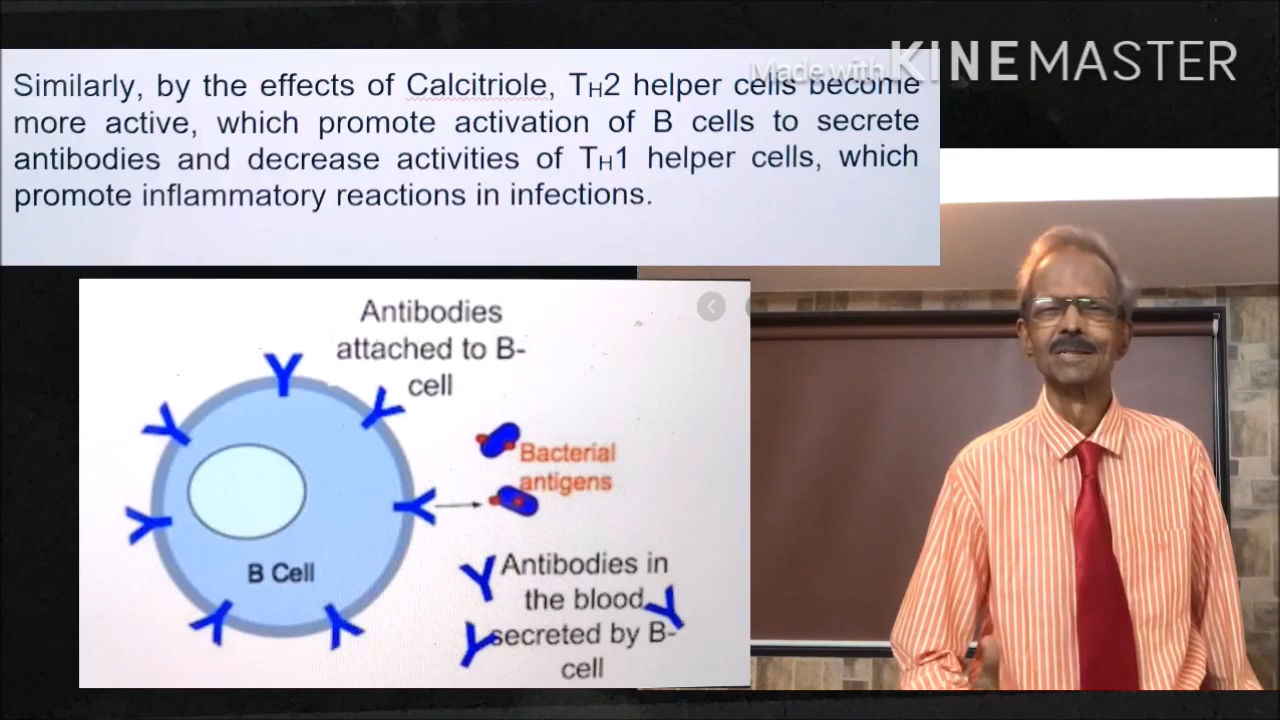 Made with KINEMASTER
Similarly, by the effects of Calcitriole, TH2 helper cells become
more active, which promote activation of B cells to secrete
antibodies and decrease activities of TH1 helper cells, which
promote inflammatory reactions in infections.
Antibodies
attached to B-
cell
Bacterial
antigens
B Cell
Antibodies in
the blood
secreted by B-
cell